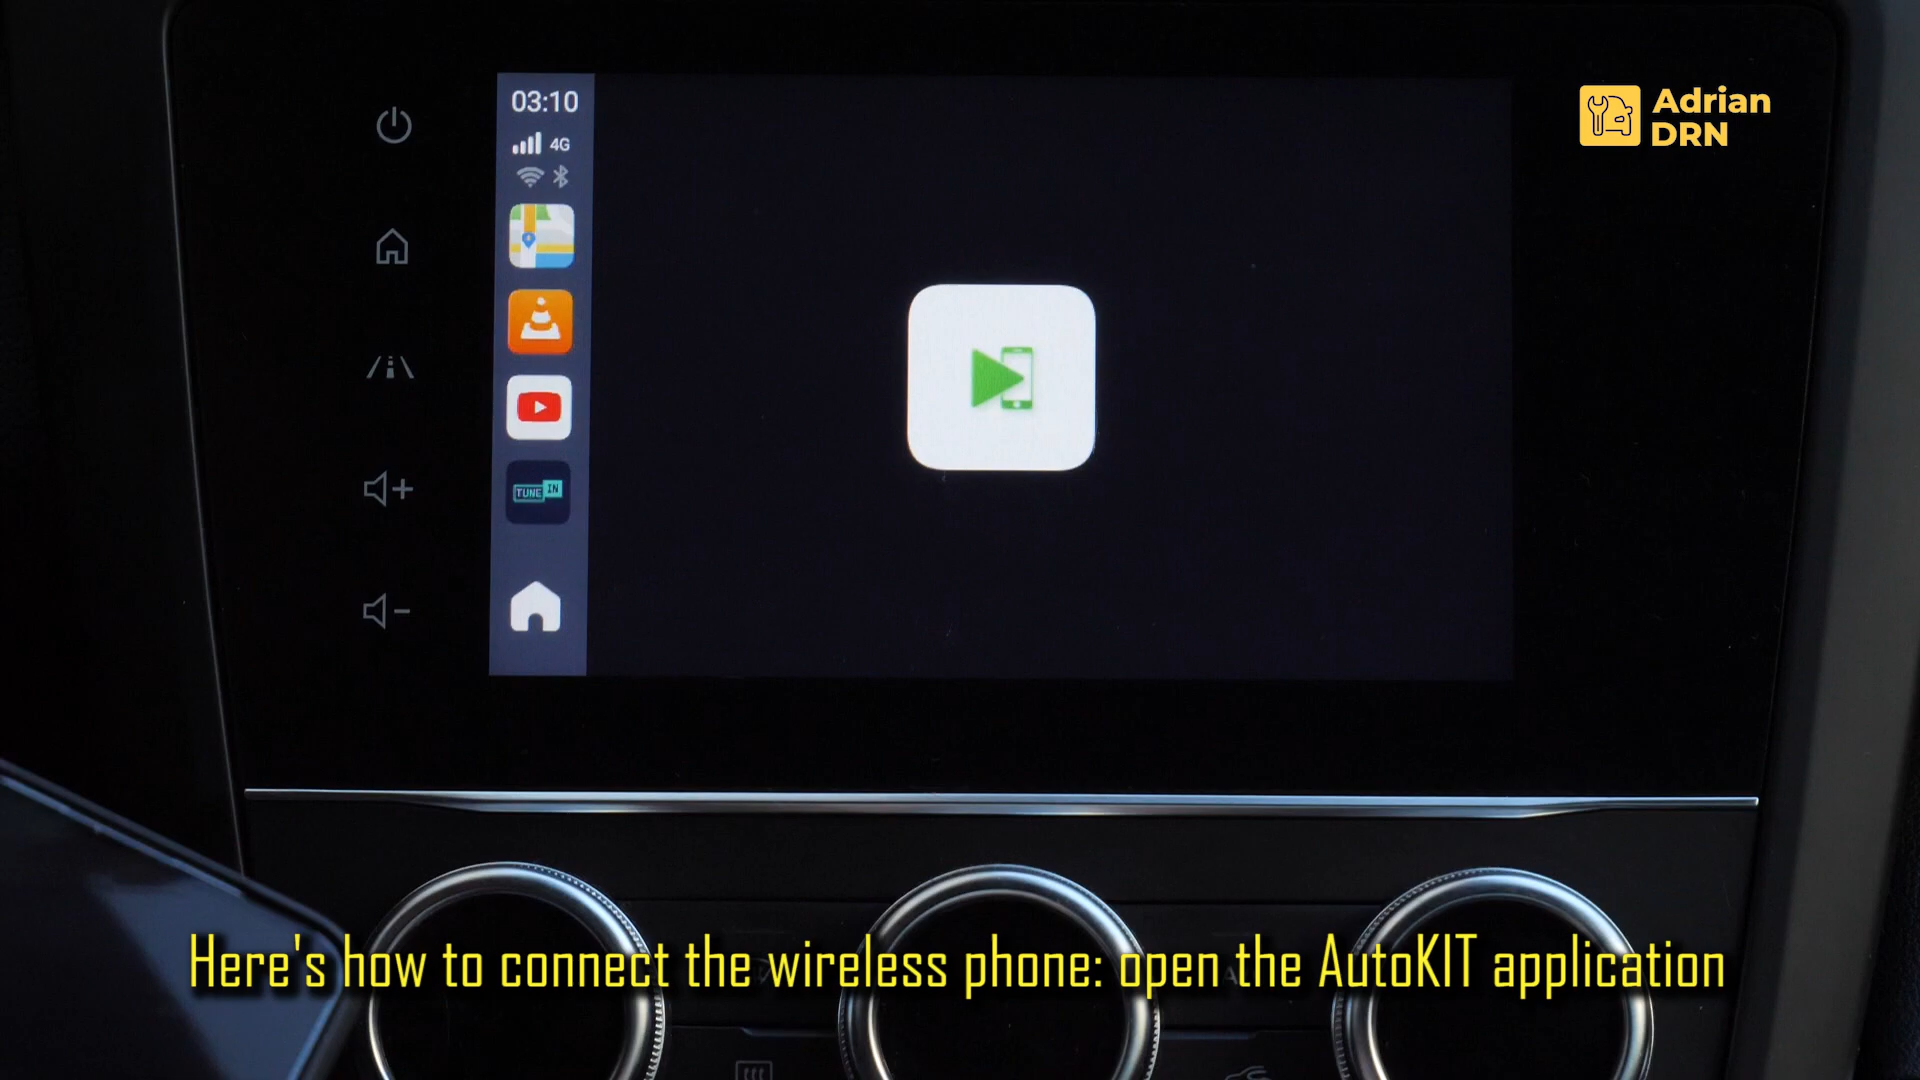 03:10
4G
TUNE IN
Adrian
DRN
Here's how to connect the wireless phone: open the AutoKIT application